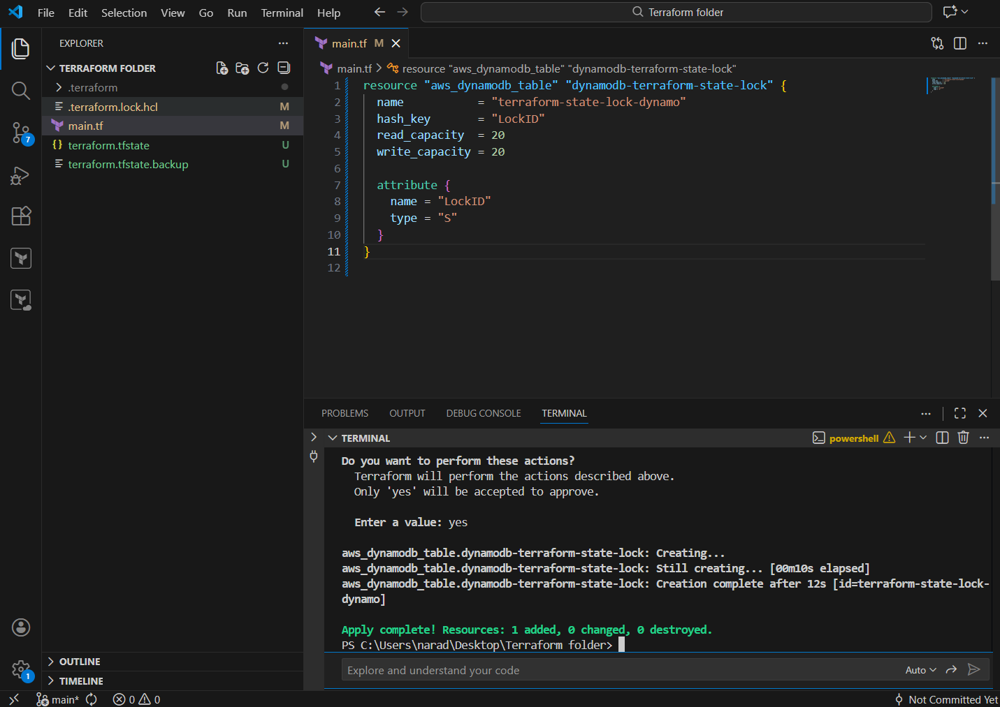 File Edit Selection View Go Run Terminal Help
Terraform folder
EXPLORER
TERRAFORM FOLDER
.terraform
.terraform.lock.hcl M
main.tf M
terraform.tfstate U
terraform.tfstate.backup U
7
1
OUTLINE
TIMELINE
main.tf M
main.tf > resource "aws_dynamodb_table" "dynamodb-terraform-state-lock"
1 resource "aws_dynamodb_table" "dynamodb-terraform-state-lock" {
2 name = "terraform-state-lock-dynamo"
3 hash_key = "LockID"
4 read_capacity = 20
5 write_capacity = 20
6
7 attribute {
8 name = "LockID"
9 type = "S"
10 }
11 }
12
PROBLEMS OUTPUT DEBUG CONSOLE TERMINAL
TERMINAL
powershell
Do you want to perform these actions?
Terraform will perform the actions described above.
Only 'yes' will be accepted to approve.
Enter a value: yes
aws_dynamodb_table.dynamodb-terraform-state-lock: Creating...
aws_dynamodb_table.dynamodb-terraform-state-lock: Still creating... [00m10s elapsed]
aws_dynamodb_table.dynamodb-terraform-state-lock: Creation complete after 12s [id=terraform-state-lock-
dynamo]
Apply complete! Resources: 1 added, 0 changed, 0 destroyed.
PS C:\Users\narad\Desktop\Terraform folder>
Explore and understand your code
Auto
main* 0 0
Not Committed Yet